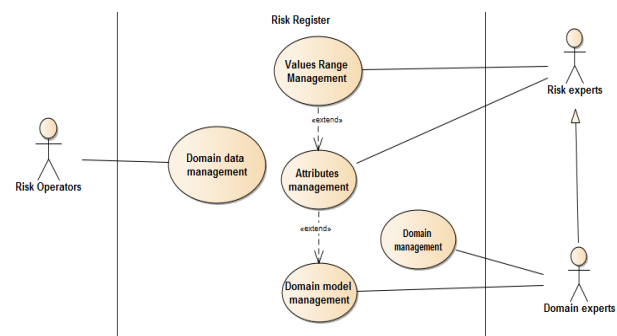 Risk Register
Values Range
Management
Risk experts
«extend»
Risk Operators
Domain data
management
Attributes
management
«extend»
Domain
management
Domain model
management
Domain experts